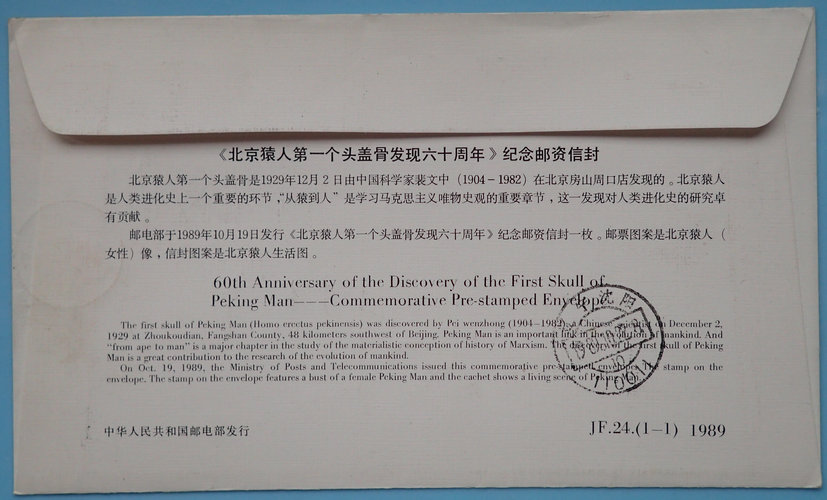 《北京猿人第一个头盖骨发现六十周年》纪念邮资信封
北京猿人第一个头盖骨是1929年12月2日由中国科学家裴文中(1904-1982)在北京房山周口店发现的。北京猿人
是人类进化史上一个重要的环节,“从猿到人”是学习马克思主义唯物史观的重要章节,这一发现对人类进化史的研究卓
有贡献。
邮电部于1989年10月19日发行《北京猿人第一个头盖骨发现六十周年》纪念邮资信封一枚。邮票图案是北京猿人(
女性)像,信封图案是北京猿人生活图。
60th Anniversary of the Discovery of the First Skull of
Peking Man———Commemorative Pre-stamped Envelope
The first skull of Peking Man (Homo erectus pekinensis) was discovered by Pei wenzhong (1904-1982), a Chinese scientist on December 2,
1929 at Zhoukoudian, Fangshan County, 48 kilometers southwest of Beijing. Peking Man is an important link in the evolution of mankind. And
"from ape to man" is a major chapter in the study of the materialistic conception of history of Marxism. The discovery of the first skull of Peking
Man is a great contribution to the research of the evolution of mankind.
On Oct. 19, 1989, the Ministry of Posts and Telecommunications issued this commemorative pre-stamped envelope. The stamp on the
envelope. The stamp on the envelope features a bust of a female Peking Man and the cachet shows a living scene of Peking
沈阳
中华人民共和国邮电部发行
JF.24.(1-1) 1989